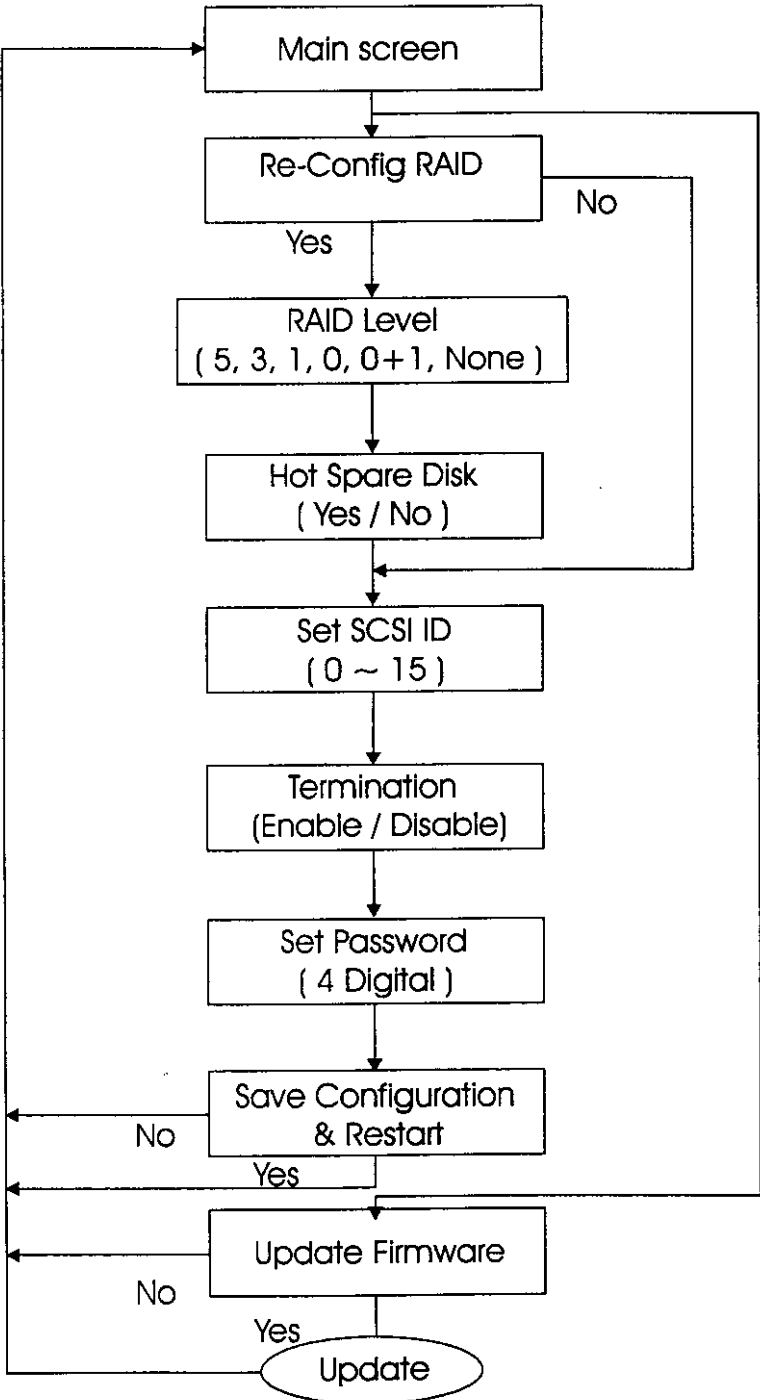 Main screen
Re-Config RAID
No
Yes
RAID Level
( 5, 3, 1, 0, 0+1, None )
Hot Spare Disk
( Yes / No )
Set SCSI ID
( 0 ~ 15 )
Termination
(Enable / Disable)
Set Password
( 4 Digital )
Save Configuration
& Restart
No
Yes
Update Firmware
No
Yes
Update